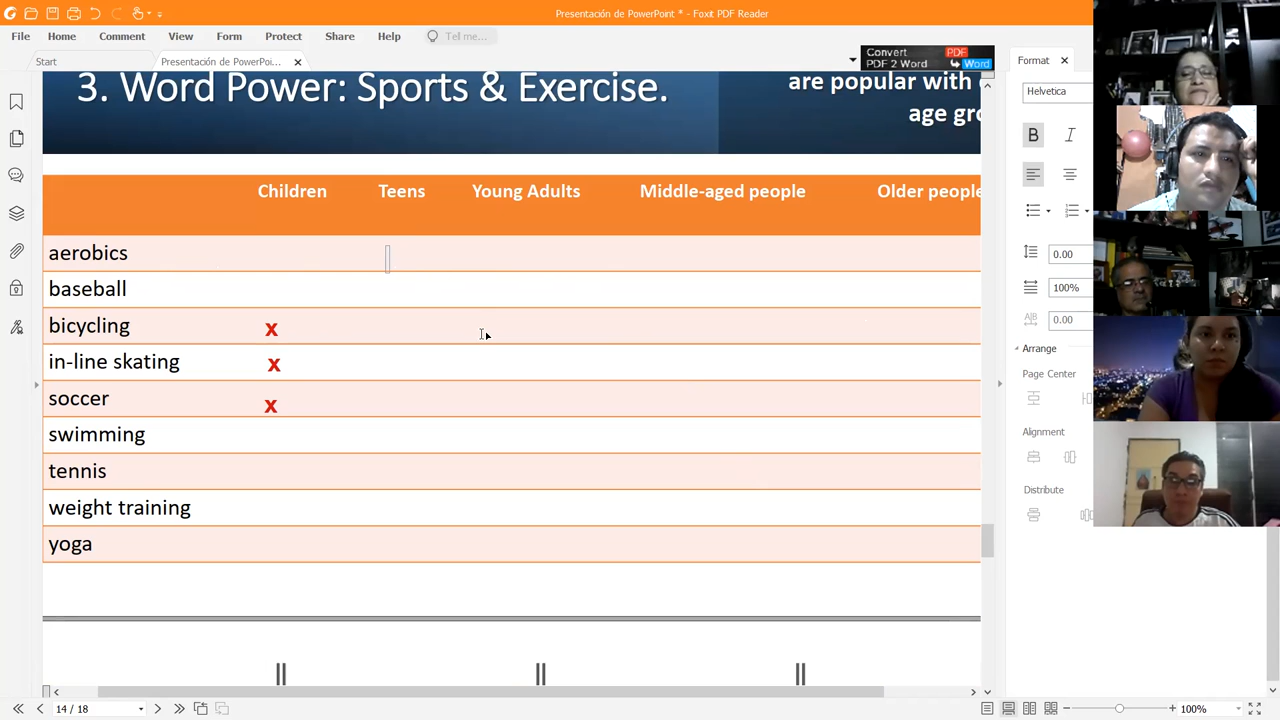 Presentación de PowerPoint * - Foxit PDF Reader
File Home Comment View Form Protect Share Help Tell me...
Start Presentación de PowerPoi... Convert PDF 2 Word PDF Word
Format
3. Word Power: Sports & Exercise.
are popular with
age gro
Helvetica
B I
Children Teens Young Adults Middle-aged people Older people
aerobics
baseball
bicycling x
in-line skating x
soccer x
swimming
tennis
weight training
yoga
0.00
100%
0.00
Arrange
Page Center
Alignment
Distribute
14 / 18
100%